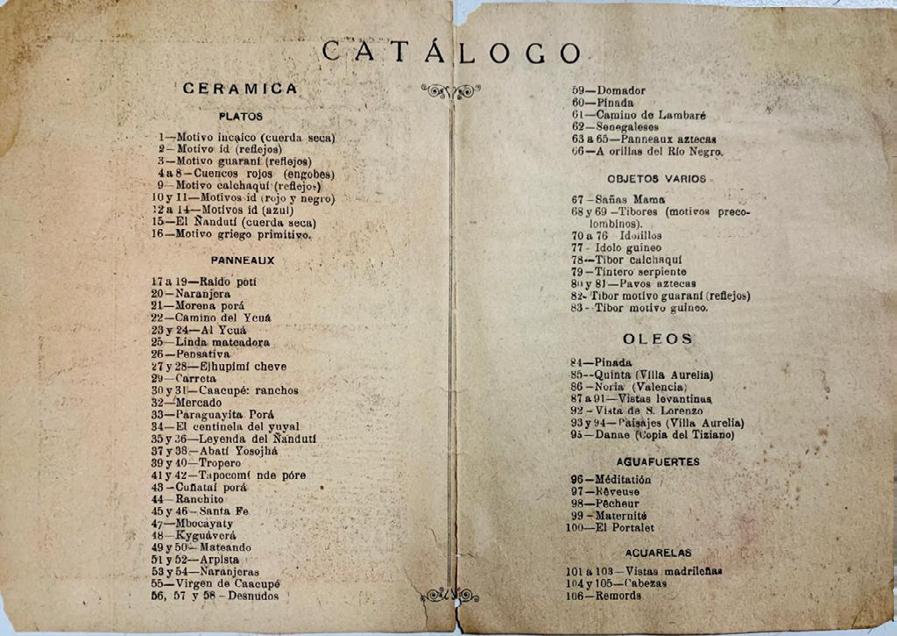 CATÁLOGO
CERAMICA
PLATOS
1—Motivo incaico (cuerda seca)
2—Motivo id (reflejos)
3—Motivo guaraní (reflejos)
4 a 8—Cuencos rojos (engobes)
9—Motivo calchaquí (reflejos)
10 y 11—Motivos id (rojo y negro)
12 a 14—Motivos id (azul)
15—El Ñandutí (cuerda seca)
16—Motivo griego primitivo.
PANNEAUX
17 a 19—Raído potí
20—Naranjera
21—Morena porá
22—Camino del Ycuá
23 y 24—Al Ycuá
25—Linda mateadora
26—Pensativa
27 y 28—Ejhupimí cheve
29—Carreta
30 y 31—Caacupé: ranchos
32—Mercado
33—Paraguayita Porá
34—El centinela del yuyal
35 y 36—Leyenda del Ñandutí
37 y 38—Abatí Yosojhá
39 y 40—Tropero
41 y 42—Tapocomí nde póre
43—Cuñataí porá
44—Ranchito
45 y 46—Santa Fe
47—Mbocayaty
48—Kyguáverá
49 y 50—Mateando
51 y 52—Arpista
53 y 54—Naranjeras
55—Virgen de Caacupé
56, 57 y 58—Desnudos
59—Domador
60—Pinada
61—Camino de Lambaré
62—Senegaleses
63 a 65—Panneaux aztecas
66—A orillas del Río Negro.
OBJETOS VARIOS
67—Sañas Mama
68 y 69—Tibores (motivos preco-
lombinos).
70 a 76 Idolillos
77—Idolo guineo
78—Tibor calchaquí
79—Tintero serpiente
80 y 81—Pavos aztecas
82—Tibor motivo guaraní (reflejos)
83—Tibor motivo guineo.
OLEOS
84—Pinada
85—Quinta (Villa Aurelia)
86—Noria (Valencia)
87 a 91—Vistas levantinas
92—Vista de S. Lorenzo
93 y 94—Paisajes (Villa Aurelia)
95—Danae (Copia del Tiziano)
AGUAFUERTES
96—Méditatión
97—Rêveuse
98—Pêcheur
99—Maternité
100—El Portalet
ACUARELAS
101 a 103—Vistas madrileñas
104 y 105—Cabezas
106—Remords